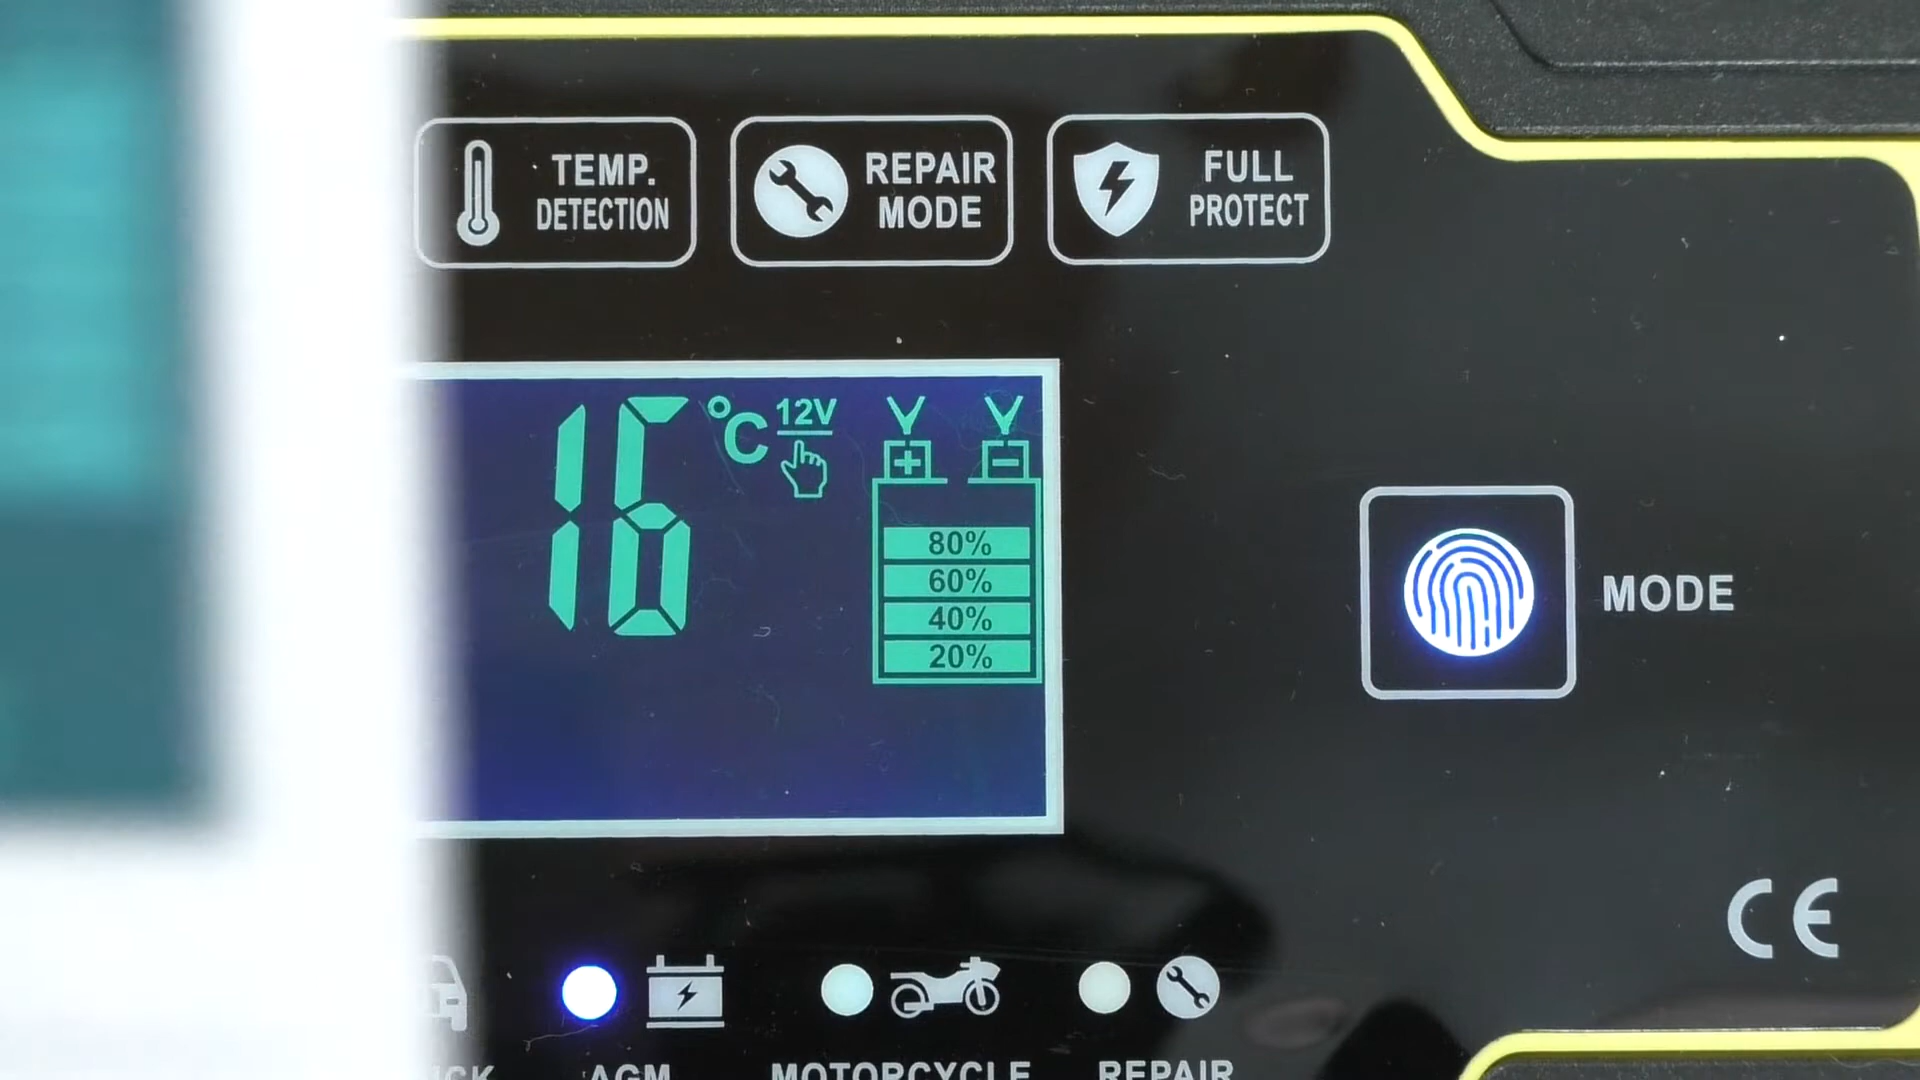 TEMP.
DETECTION
REPAIR
MODE
FULL
PROTECT
16 °C 12V
+ −
80%
60%
40%
20%
MODE
CE
AGM
MOTORCYCLE
REPAIR